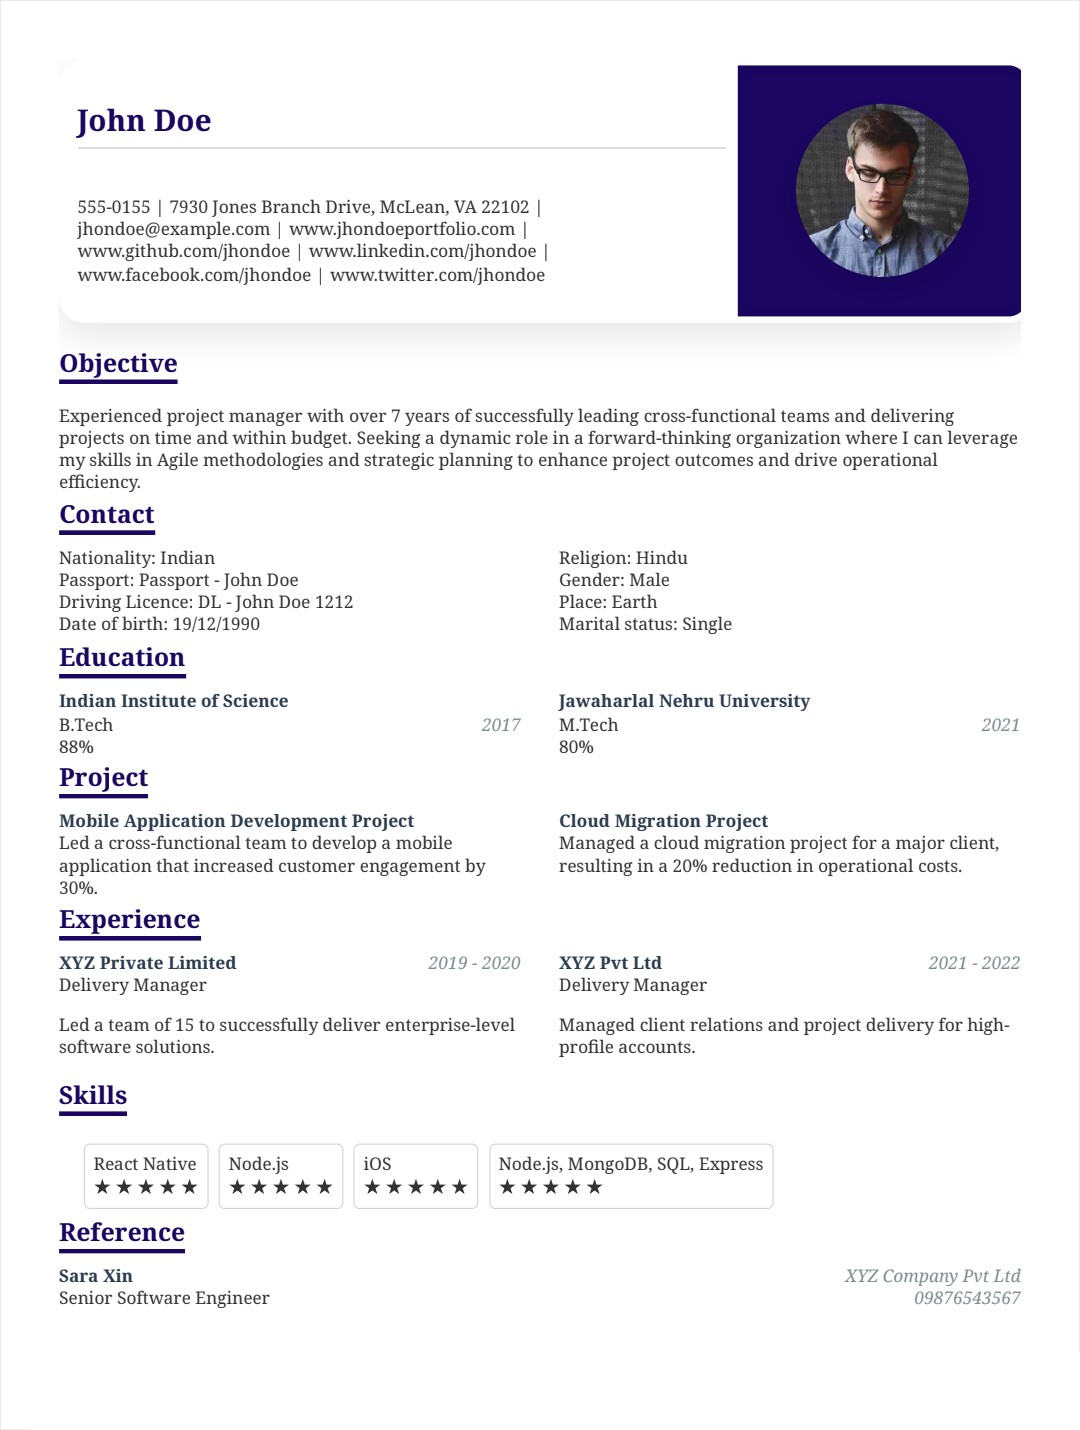 John Doe
555-0155 | 7930 Jones Branch Drive, McLean, VA 22102 |
jhondoe@example.com | www.jhondoeportfolio.com |
www.github.com/jhondoe | www.linkedin.com/jhondoe |
www.facebook.com/jhondoe | www.twitter.com/jhondoe
Objective
Experienced project manager with over 7 years of successfully leading cross-functional teams and delivering
projects on time and within budget. Seeking a dynamic role in a forward-thinking organization where I can leverage
my skills in Agile methodologies and strategic planning to enhance project outcomes and drive operational
efficiency.
Contact
Nationality: Indian
Passport: Passport - John Doe
Driving Licence: DL - John Doe 1212
Date of birth: 19/12/1990
Religion: Hindu
Gender: Male
Place: Earth
Marital status: Single
Education
Indian Institute of Science
B.Tech 2017
88%
Jawaharlal Nehru University
M.Tech 2021
80%
Project
Mobile Application Development Project
Led a cross-functional team to develop a mobile
application that increased customer engagement by
30%.
Cloud Migration Project
Managed a cloud migration project for a major client,
resulting in a 20% reduction in operational costs.
Experience
XYZ Private Limited 2019 - 2020
Delivery Manager
Led a team of 15 to successfully deliver enterprise-level
software solutions.
XYZ Pvt Ltd 2021 - 2022
Delivery Manager
Managed client relations and project delivery for high-
profile accounts.
Skills
React Native
★★★★★
Node.js
★★★★★
iOS
★★★★★
Node.js, MongoDB, SQL, Express
★★★★★
Reference
Sara Xin
Senior Software Engineer
XYZ Company Pvt Ltd
09876543567